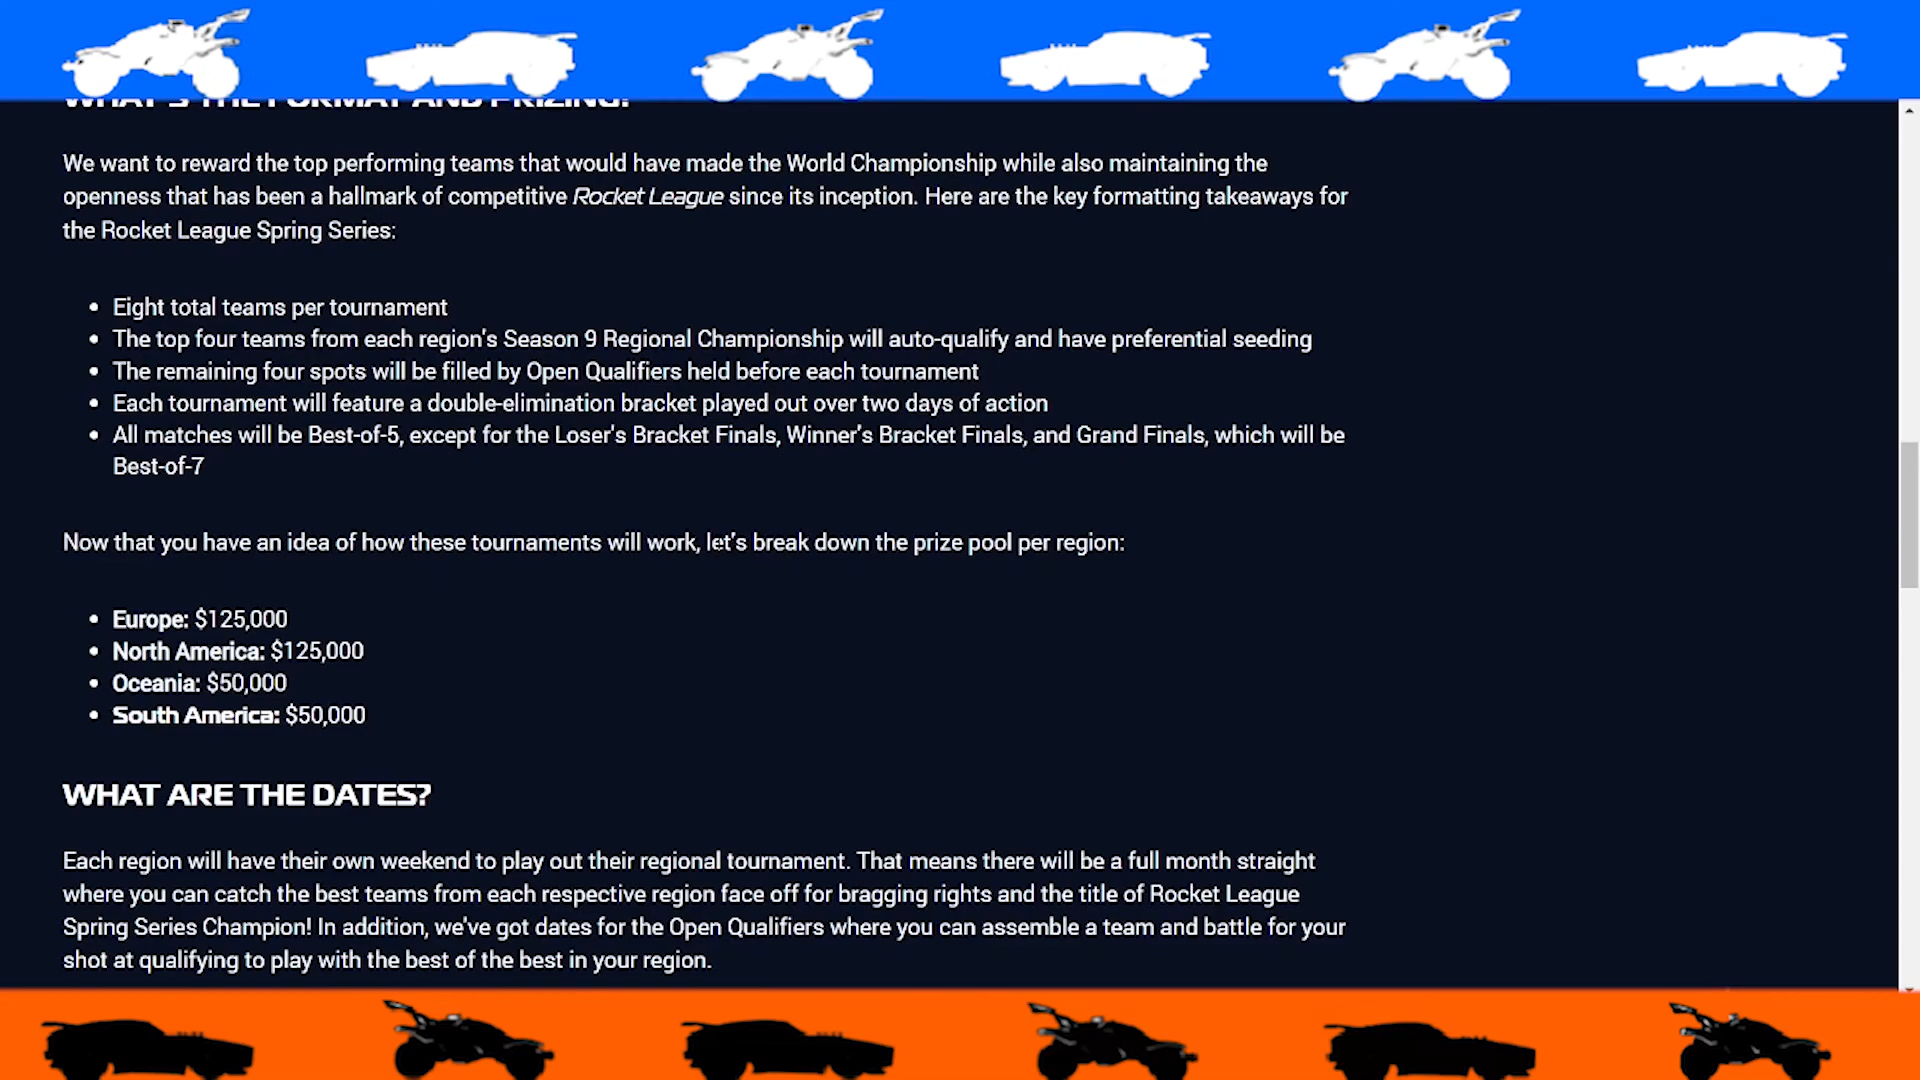 WHAT'S THE FORMAT AND PRIZING?
We want to reward the top performing teams that would have made the World Championship while also maintaining the
openness that has been a hallmark of competitive Rocket League since its inception. Here are the key formatting takeaways for
the Rocket League Spring Series:
• Eight total teams per tournament
• The top four teams from each region's Season 9 Regional Championship will auto-qualify and have preferential seeding
• The remaining four spots will be filled by Open Qualifiers held before each tournament
• Each tournament will feature a double-elimination bracket played out over two days of action
• All matches will be Best-of-5, except for the Loser's Bracket Finals, Winner's Bracket Finals, and Grand Finals, which will be
Best-of-7
Now that you have an idea of how these tournaments will work, let's break down the prize pool per region:
• Europe: $125,000
• North America: $125,000
• Oceania: $50,000
• South America: $50,000
WHAT ARE THE DATES?
Each region will have their own weekend to play out their regional tournament. That means there will be a full month straight
where you can catch the best teams from each respective region face off for bragging rights and the title of Rocket League
Spring Series Champion! In addition, we've got dates for the Open Qualifiers where you can assemble a team and battle for your
shot at qualifying to play with the best of the best in your region.